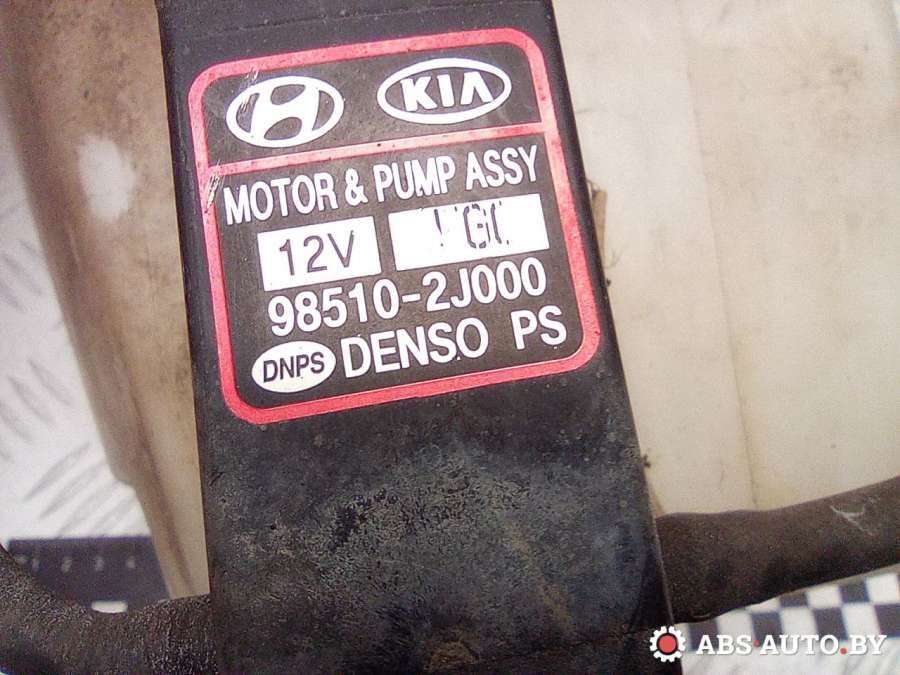 KIA
MOTOR & PUMP ASSY
12V
98510-2J000
DNPS DENSO PS
ABS-AUTO.BY